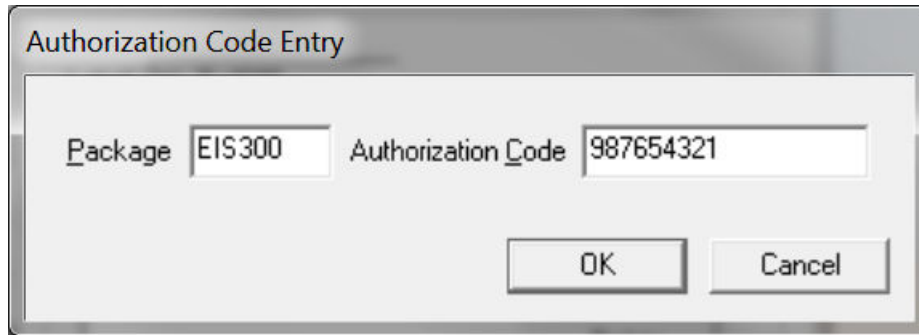 Authorization Code Entry
Package EIS300 Authorization Code 987654321
OK Cancel